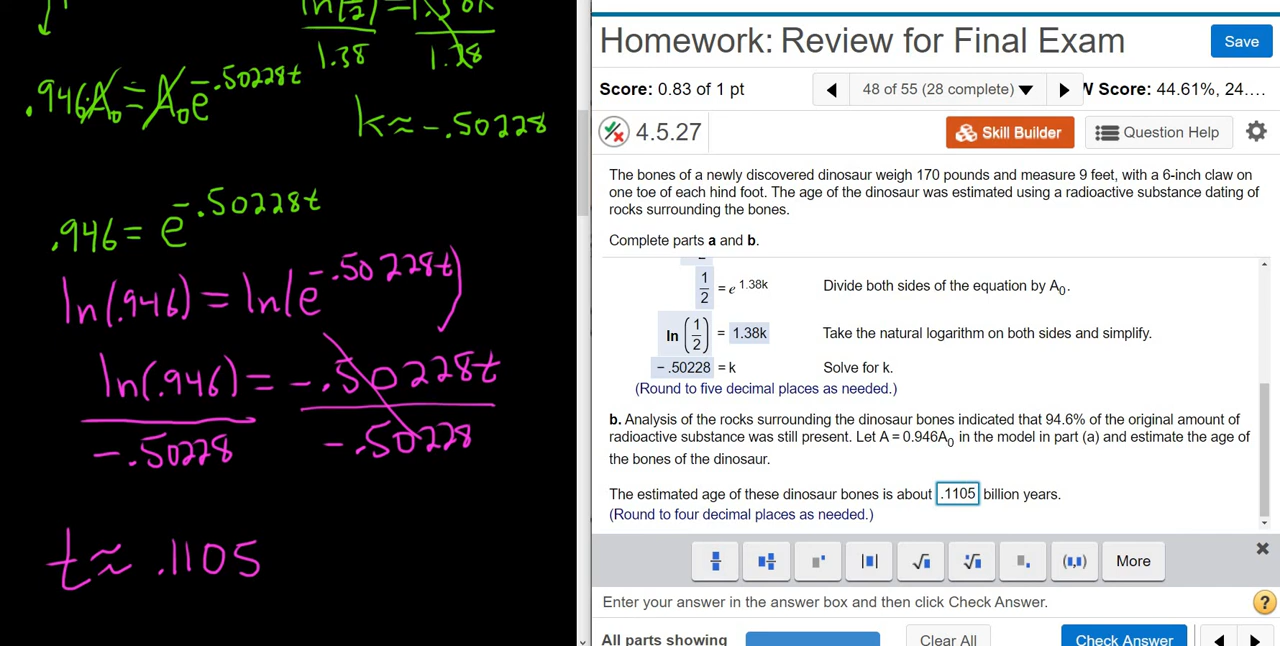 ln(1/2) = 1.38k
1.38 1.38
.946A₀ = A₀e^-.50228t
k ≈ -.50228
.946 = e^-.50228t
ln(.946) = ln(e^-.50228t)
ln(.946) = -.50228t
-.50228 -.50228
t ≈ .1105
Homework: Review for Final Exam
Save
Score: 0.83 of 1 pt
48 of 55 (28 complete)
W Score: 44.61%, 24....
4.5.27
Skill Builder
Question Help
The bones of a newly discovered dinosaur weigh 170 pounds and measure 9 feet, with a 6-inch claw on
one toe of each hind foot. The age of the dinosaur was estimated using a radioactive substance dating of
rocks surrounding the bones.
Complete parts a and b.
1/2 = e^1.38k Divide both sides of the equation by A₀.
ln(1/2) = 1.38k Take the natural logarithm on both sides and simplify.
-.50228 = k Solve for k.
(Round to five decimal places as needed.)
b. Analysis of the rocks surrounding the dinosaur bones indicated that 94.6% of the original amount of
radioactive substance was still present. Let A = 0.946A₀ in the model in part (a) and estimate the age of
the bones of the dinosaur.
The estimated age of these dinosaur bones is about .1105 billion years.
(Round to four decimal places as needed.)
More
Enter your answer in the answer box and then click Check Answer.
?
All parts showing
Clear All
Check Answer